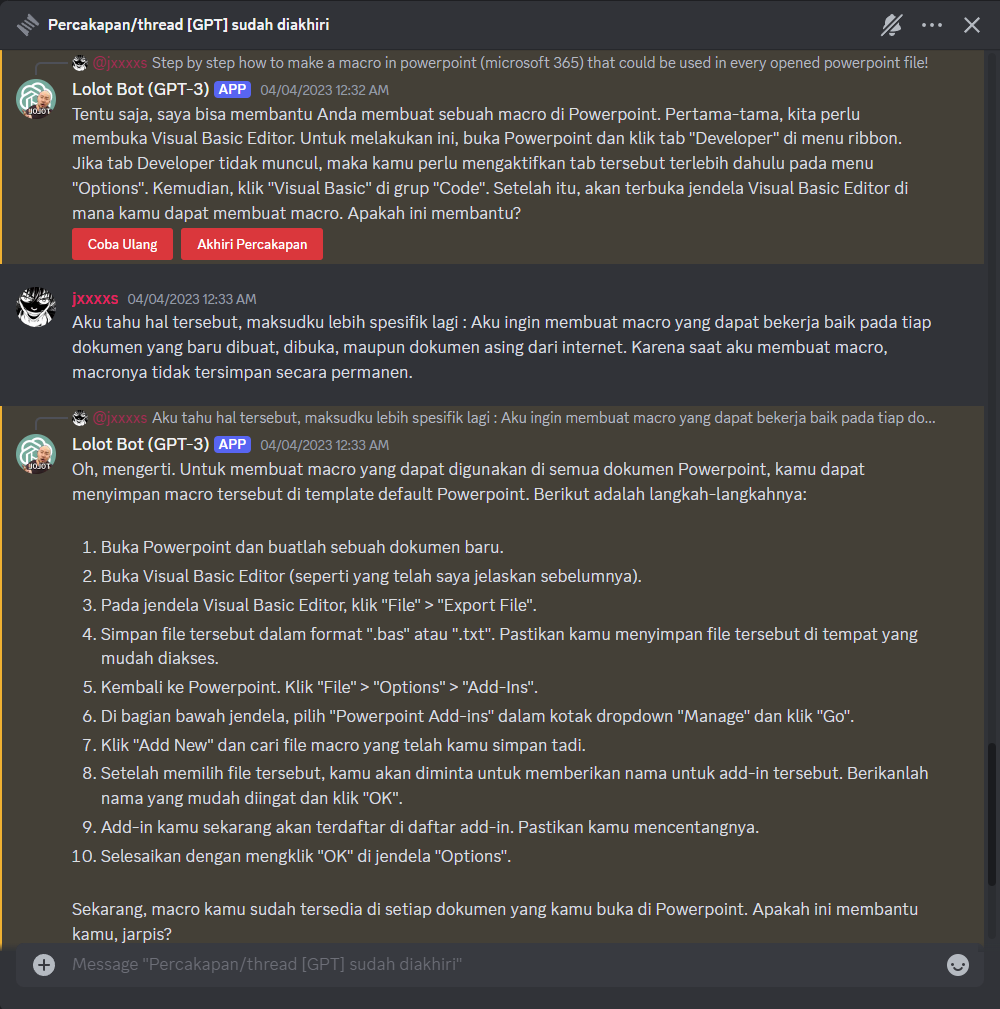 Percakapan/thread [GPT] sudah diakhiri
@jxxxxs Step by step how to make a macro in powerpoint (microsoft 365) that could be used in every opened powerpoint file!
Lolot Bot (GPT-3) APP 04/04/2023 12:32 AM
Tentu saja, saya bisa membantu Anda membuat sebuah macro di Powerpoint. Pertama-tama, kita perlu
membuka Visual Basic Editor. Untuk melakukan ini, buka Powerpoint dan klik tab "Developer" di menu ribbon.
Jika tab Developer tidak muncul, maka kamu perlu mengaktifkan tab tersebut terlebih dahulu pada menu
"Options". Kemudian, klik "Visual Basic" di grup "Code". Setelah itu, akan terbuka jendela Visual Basic Editor di
mana kamu dapat membuat macro. Apakah ini membantu?
Coba Ulang Akhiri Percakapan
jxxxxs 04/04/2023 12:33 AM
Aku tahu hal tersebut, maksudku lebih spesifik lagi : Aku ingin membuat macro yang dapat bekerja baik pada tiap
dokumen yang baru dibuat, dibuka, maupun dokumen asing dari internet. Karena saat aku membuat macro,
macronya tidak tersimpan secara permanen.
@jxxxxs Aku tahu hal tersebut, maksudku lebih spesifik lagi : Aku ingin membuat macro yang dapat bekerja baik pada tiap do...
Lolot Bot (GPT-3) APP 04/04/2023 12:33 AM
Oh, mengerti. Untuk membuat macro yang dapat digunakan di semua dokumen Powerpoint, kamu dapat
menyimpan macro tersebut di template default Powerpoint. Berikut adalah langkah-langkahnya:
1. Buka Powerpoint dan buatlah sebuah dokumen baru.
2. Buka Visual Basic Editor (seperti yang telah saya jelaskan sebelumnya).
3. Pada jendela Visual Basic Editor, klik "File" > "Export File".
4. Simpan file tersebut dalam format ".bas" atau ".txt". Pastikan kamu menyimpan file tersebut di tempat yang
mudah diakses.
5. Kembali ke Powerpoint. Klik "File" > "Options" > "Add-Ins".
6. Di bagian bawah jendela, pilih "Powerpoint Add-ins" dalam kotak dropdown "Manage" dan klik "Go".
7. Klik "Add New" dan cari file macro yang telah kamu simpan tadi.
8. Setelah memilih file tersebut, kamu akan diminta untuk memberikan nama untuk add-in tersebut. Berikanlah
nama yang mudah diingat dan klik "OK".
9. Add-in kamu sekarang akan terdaftar di daftar add-in. Pastikan kamu mencentangnya.
10. Selesaikan dengan mengklik "OK" di jendela "Options".
Sekarang, macro kamu sudah tersedia di setiap dokumen yang kamu buka di Powerpoint. Apakah ini membantu
kamu, jarpis?
Message "Percakapan/thread [GPT] sudah diakhiri"